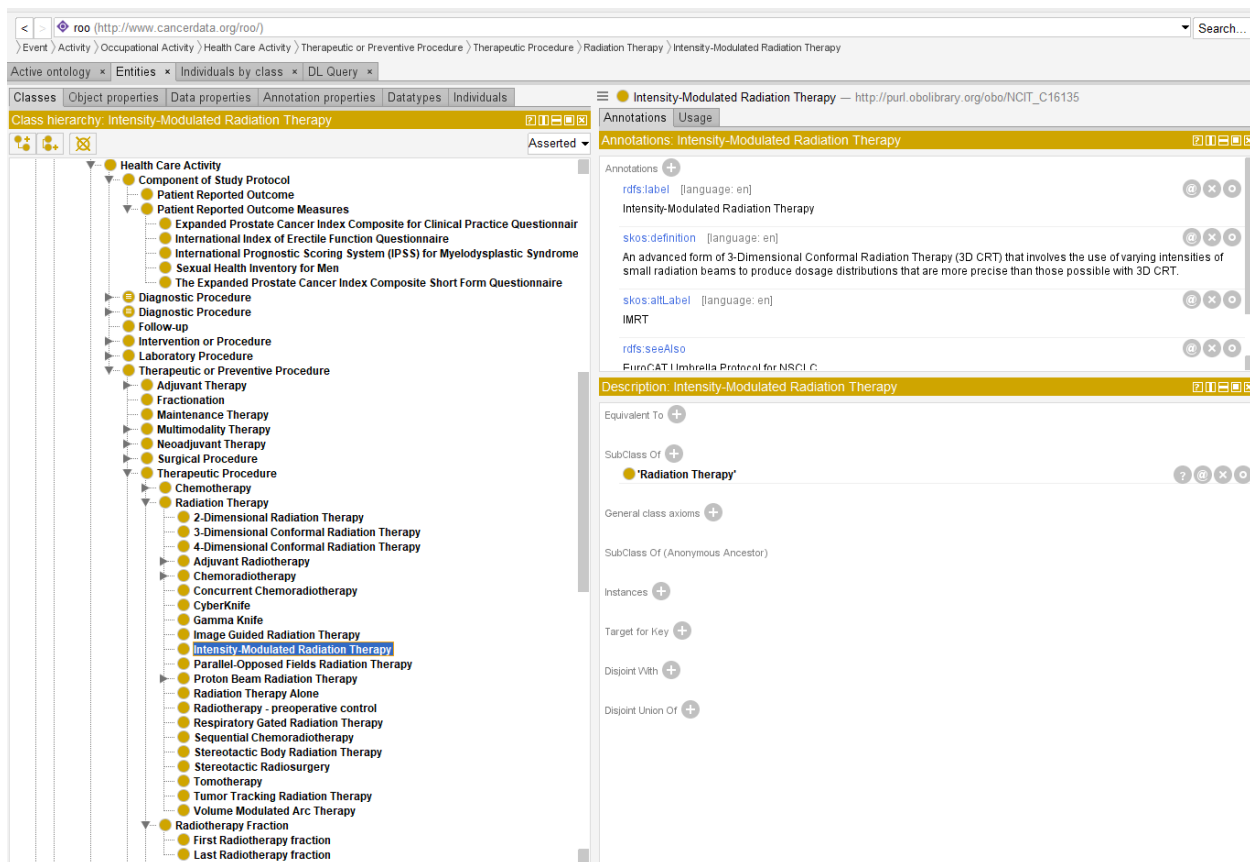 < > roo (http://www.cancerdata.org/roo/) Search...
〉Event 〉Activity 〉Occupational Activity 〉Health Care Activity 〉Therapeutic or Preventive Procedure 〉Therapeutic Procedure 〉Radiation Therapy 〉Intensity-Modulated Radiation Therapy
Active ontology × Entities × Individuals by class × DL Query ×
Classes Object properties Data properties Annotation properties Datatypes Individuals
Class hierarchy: Intensity-Modulated Radiation Therapy
Asserted
Health Care Activity
Component of Study Protocol
Patient Reported Outcome
Patient Reported Outcome Measures
Expanded Prostate Cancer Index Composite for Clinical Practice Questionnair
International Index of Erectile Function Questionnaire
International Prognostic Scoring System (IPSS) for Myelodysplastic Syndrome
Sexual Health Inventory for Men
The Expanded Prostate Cancer Index Composite Short Form Questionnaire
Diagnostic Procedure
Diagnostic Procedure
Follow-up
Intervention or Procedure
Laboratory Procedure
Therapeutic or Preventive Procedure
Adjuvant Therapy
Fractionation
Maintenance Therapy
Multimodality Therapy
Neoadjuvant Therapy
Surgical Procedure
Therapeutic Procedure
Chemotherapy
Radiation Therapy
2-Dimensional Radiation Therapy
3-Dimensional Conformal Radiation Therapy
4-Dimensional Conformal Radiation Therapy
Adjuvant Radiotherapy
Chemoradiotherapy
Concurrent Chemoradiotherapy
CyberKnife
Gamma Knife
Image Guided Radiation Therapy
Intensity-Modulated Radiation Therapy
Parallel-Opposed Fields Radiation Therapy
Proton Beam Radiation Therapy
Radiation Therapy Alone
Radiotherapy - preoperative control
Respiratory Gated Radiation Therapy
Sequential Chemoradiotherapy
Stereotactic Body Radiation Therapy
Stereotactic Radiosurgery
Tomotherapy
Tumor Tracking Radiation Therapy
Volume Modulated Arc Therapy
Radiotherapy Fraction
First Radiotherapy fraction
Last Radiotherapy fraction
Intensity-Modulated Radiation Therapy — http://purl.obolibrary.org/obo/NCIT_C16135
Annotations Usage
Annotations: Intensity-Modulated Radiation Therapy
Annotations
rdfs:label [language: en]
Intensity-Modulated Radiation Therapy
skos:definition [language: en]
An advanced form of 3-Dimensional Conformal Radiation Therapy (3D CRT) that involves the use of varying intensities of
small radiation beams to produce dosage distributions that are more precise than those possible with 3D CRT.
skos:altLabel [language: en]
IMRT
rdfs:seeAlso
EuroCAT Umbrella Protocol for NSCLC
Description: Intensity-Modulated Radiation Therapy
Equivalent To
SubClass Of
'Radiation Therapy'
General class axioms
SubClass Of (Anonymous Ancestor)
Instances
Target for Key
Disjoint With
Disjoint Union Of